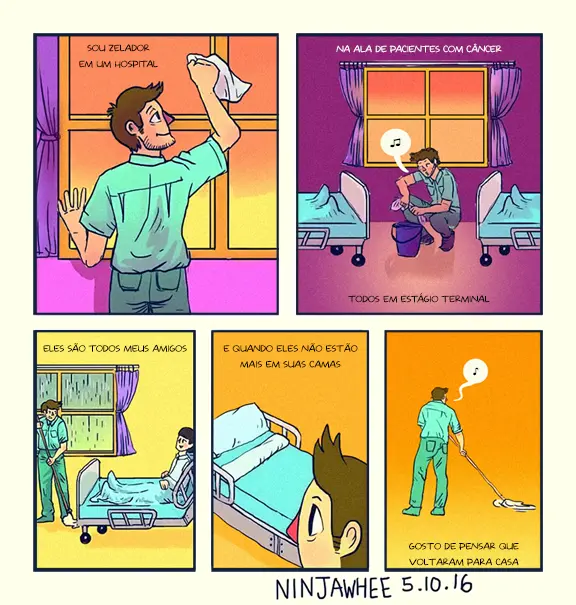 SOU ZELADOR
EM UM HOSPITAL
NA ALA DE PACIENTES COM CÂNCER
TODOS EM ESTÁGIO TERMINAL
ELES SÃO TODOS MEUS AMIGOS
E QUANDO ELES NÃO ESTÃO
MAIS EM SUAS CAMAS
GOSTO DE PENSAR QUE
VOLTARAM PARA CASA
NINJAWHEE 5.10.16